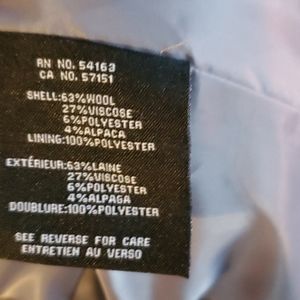 RN NO. 54163
CA NO. 57151
SHELL:63%WOOL
27%VISCOSE
6%POLYESTER
4%ALPACA
LINING:100%POLYESTER
EXTÉRIEUR:63%LAINE
27%VISCOSE
6%POLYESTER
4%ALPAGA
DOUBLURE:100%POLYESTER
SEE REVERSE FOR CARE
ENTRETIEN AU VERSO